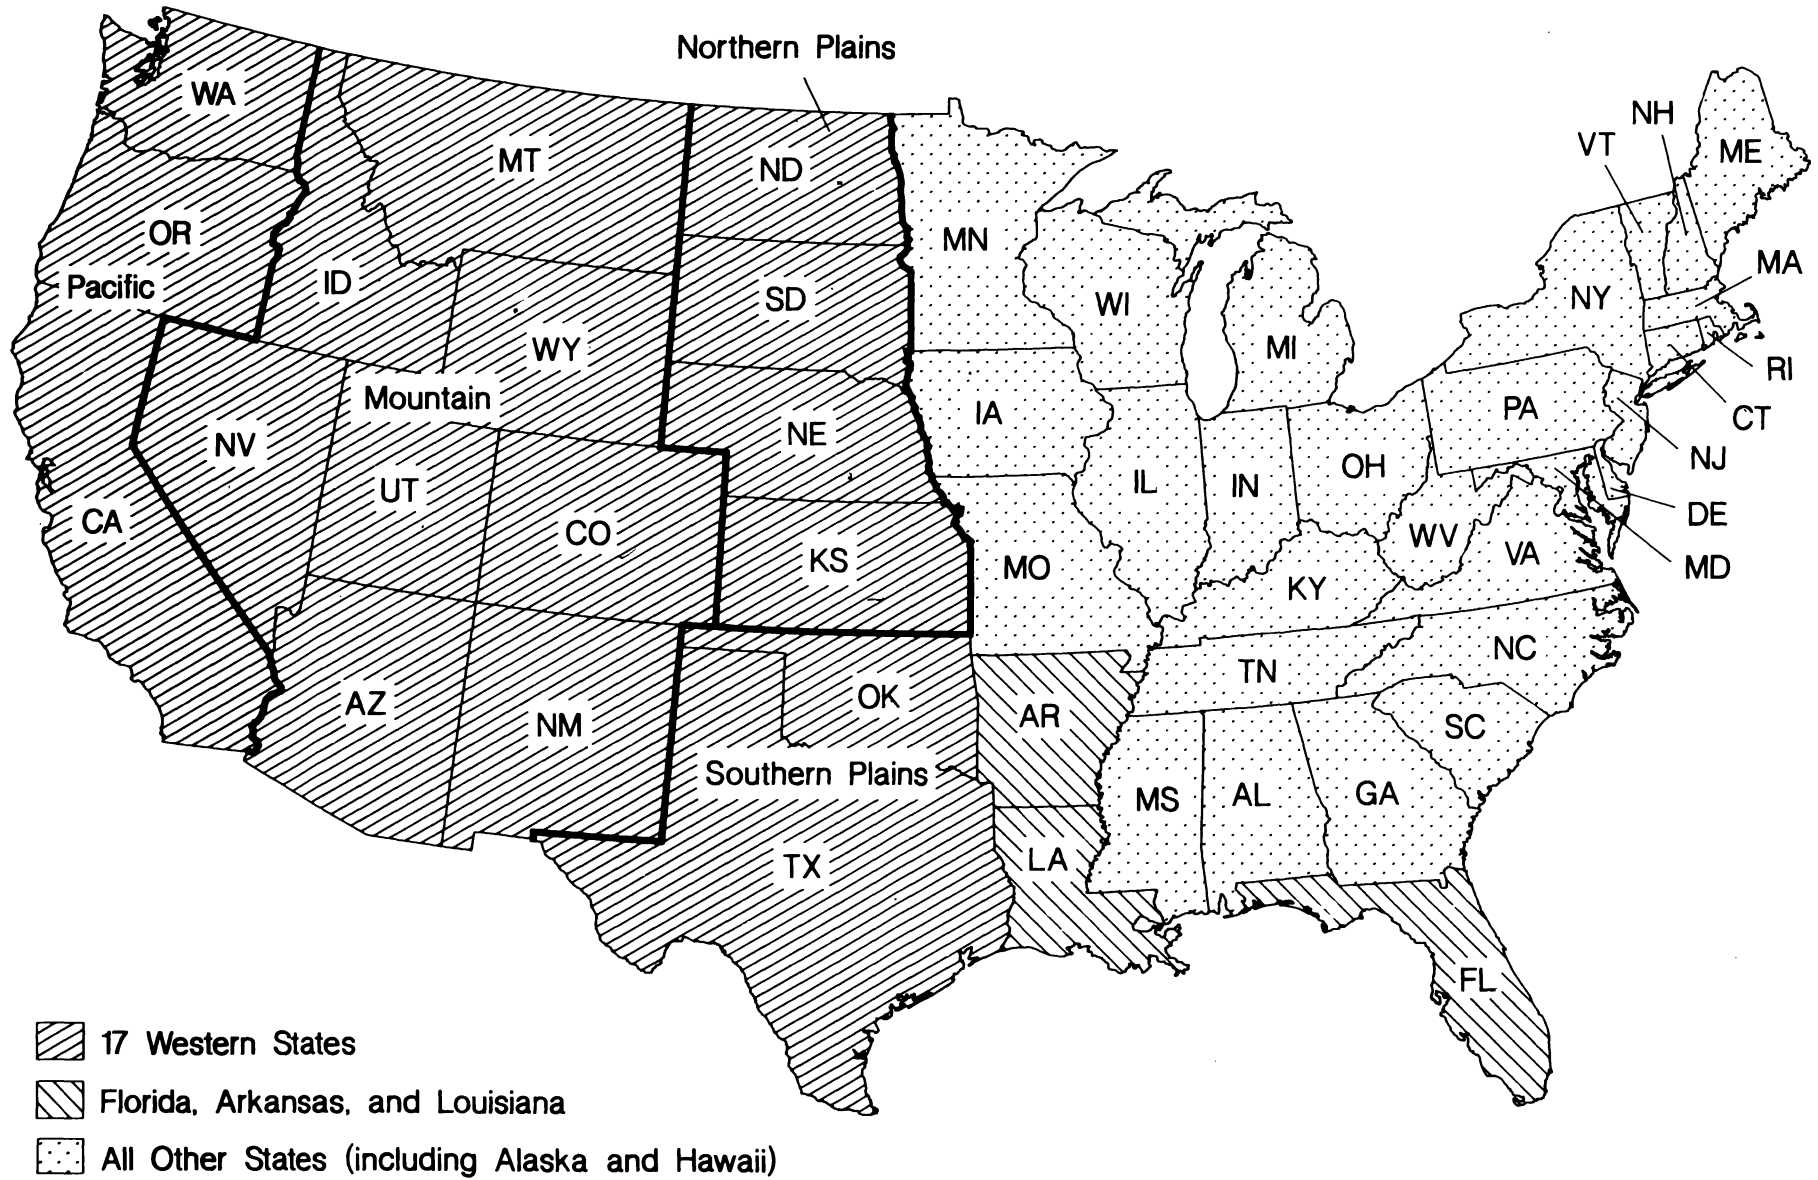 Northern Plains
WA
MT
ND
NH
VT
ME
OR
MN
MA
Pacific
ID
SD
WI
NY
WY
MI
RI
Mountain
IA
PA
CT
NV
NE
NJ
UT
IL
IN
OH
DE
CA
CO
KS
MO
WV
VA
MD
KY
NC
TN
AZ
NM
OK
AR
SC
Southern Plains
MS
AL
GA
TX
LA
FL
17 Western States
Florida, Arkansas, and Louisiana
All Other States (including Alaska and Hawaii)